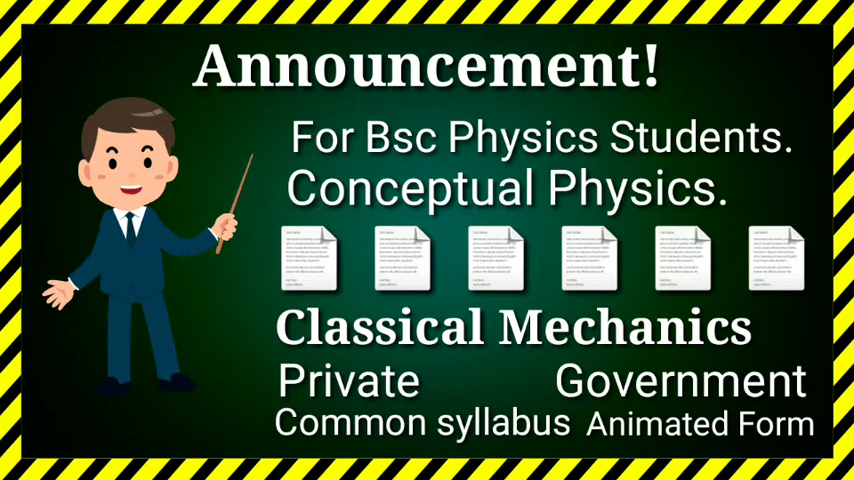 Announcement!
For Bsc Physics Students.
Conceptual Physics.
Classical Mechanics
Private Government
Common syllabus Animated Form